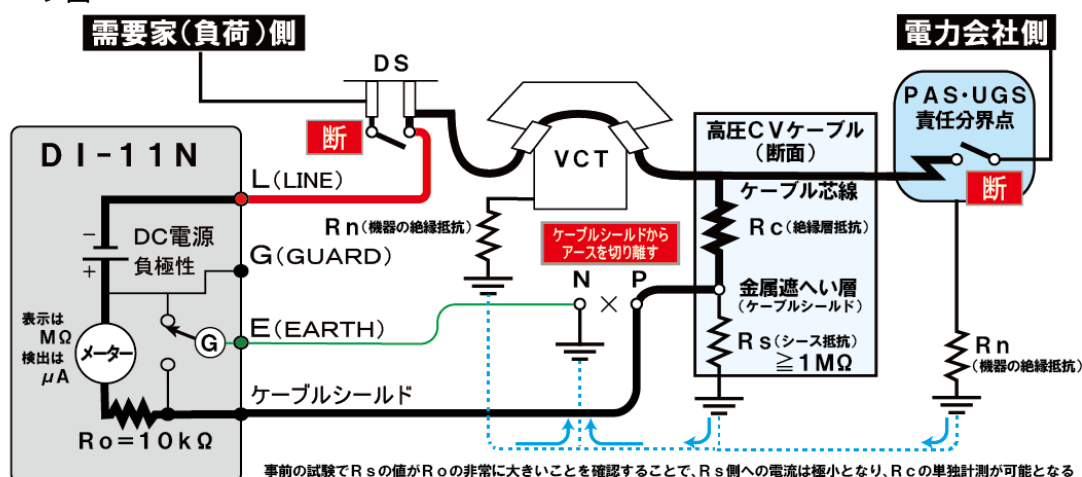 需要家(負荷)側
電力会社側
DS
断
PAS・UGS
責任分界点
断
高圧CVケーブル
(断面)
VCT
ケーブル芯線
Rc(絶縁層抵抗)
金属遮へい層
(ケーブルシールド)
Rs(シース抵抗)
≧1MΩ
Rn
(機器の絶縁抵抗)
DI-11N
L(LINE)
Rn(機器の絶縁抵抗)
ケーブルシールドから
アースを切り離す
N × P
－
＋
DC電源
負極性
G(GUARD)
E(EARTH)
G
表示は
MΩ
検出は
μA
メーター
ケーブルシールド
Ro=10kΩ
事前の試験でRsの値がRoの非常に大きいことを確認することで、Rs側への電流は極小となり、Rcの単独計測が可能となる